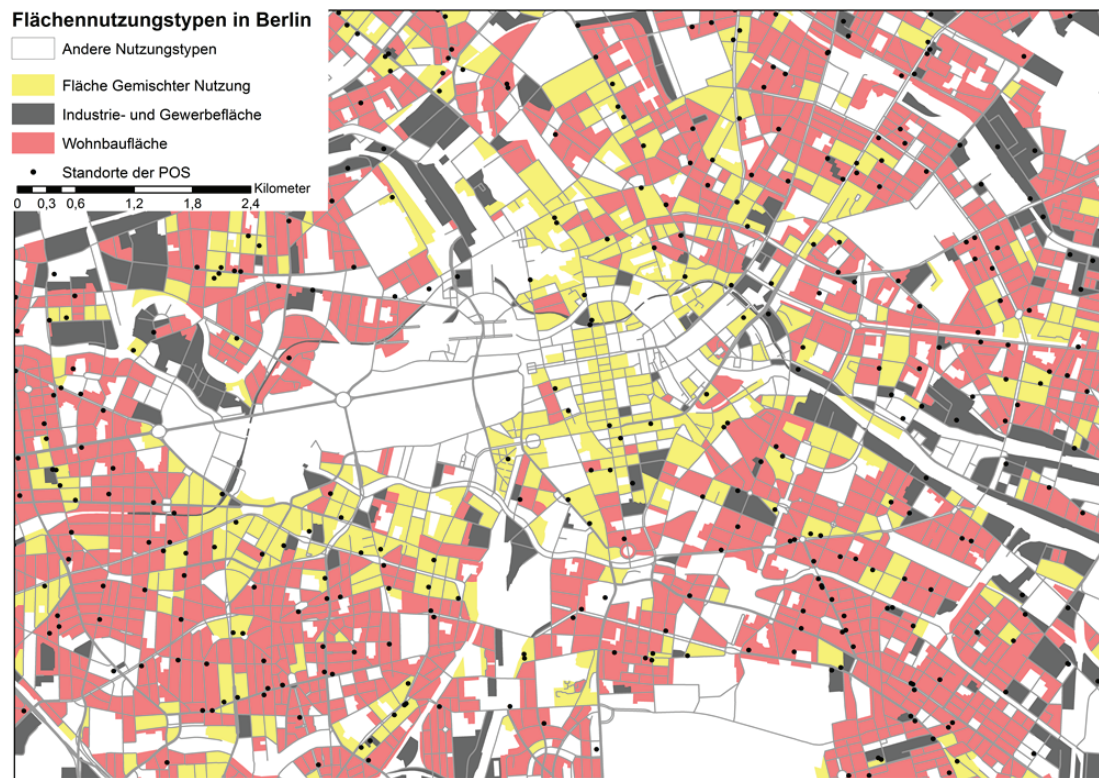 Flächennutzungstypen in Berlin
Andere Nutzungstypen
Fläche Gemischter Nutzung
Industrie- und Gewerbefläche
Wohnbaufläche
Standorte der POS
Kilometer
0 0,3 0,6 1,2 1,8 2,4